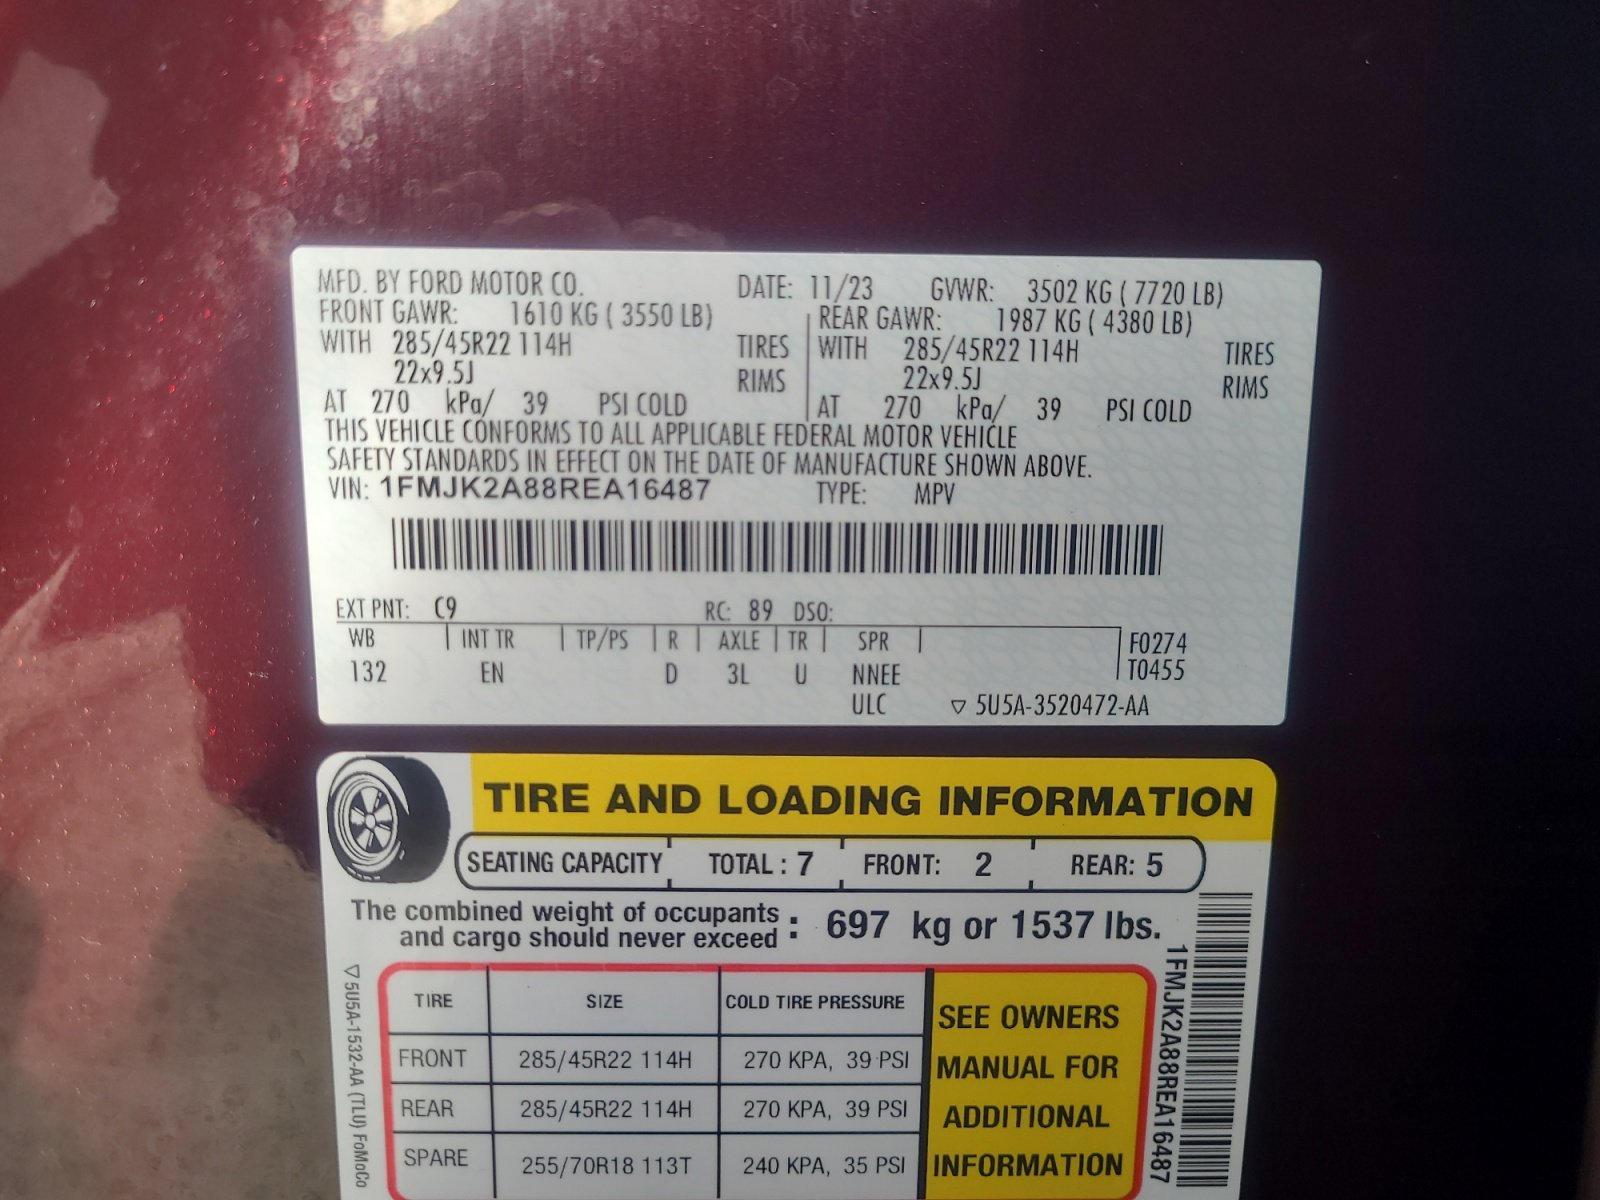 MFD. BY FORD MOTOR CO. DATE: 11/23 GVWR: 3502 KG ( 7720 LB)
FRONT GAWR: 1610 KG ( 3550 LB) REAR GAWR: 1987 KG ( 4380 LB)
WITH 285/45R22 114H TIRES WITH 285/45R22 114H TIRES
22x9.5J RIMS 22x9.5J RIMS
AT 270 kPa/ 39 PSI COLD AT 270 kPa/ 39 PSI COLD
THIS VEHICLE CONFORMS TO ALL APPLICABLE FEDERAL MOTOR VEHICLE
SAFETY STANDARDS IN EFFECT ON THE DATE OF MANUFACTURE SHOWN ABOVE.
VIN: 1FMJK2A88REA16487 TYPE: MPV
EXT PNT: C9 RC: 89 DSO:
WB INT TR TP/PS R AXLE TR SPR F0274
132 EN D 3L U NNEE T0455
ULC ▽ 5U5A-3520472-AA
TIRE AND LOADING INFORMATION
SEATING CAPACITY TOTAL : 7 FRONT: 2 REAR: 5
The combined weight of occupants
and cargo should never exceed : 697 kg or 1537 lbs.
TIRE SIZE COLD TIRE PRESSURE
FRONT 285/45R22 114H 270 KPA, 39 PSI
REAR 285/45R22 114H 270 KPA, 39 PSI
SPARE 255/70R18 113T 240 KPA, 35 PSI
SEE OWNERS
MANUAL FOR
ADDITIONAL
INFORMATION
▽5U5A-1532-AA (TLU) FoMoCo
1FMJK2A88REA16487